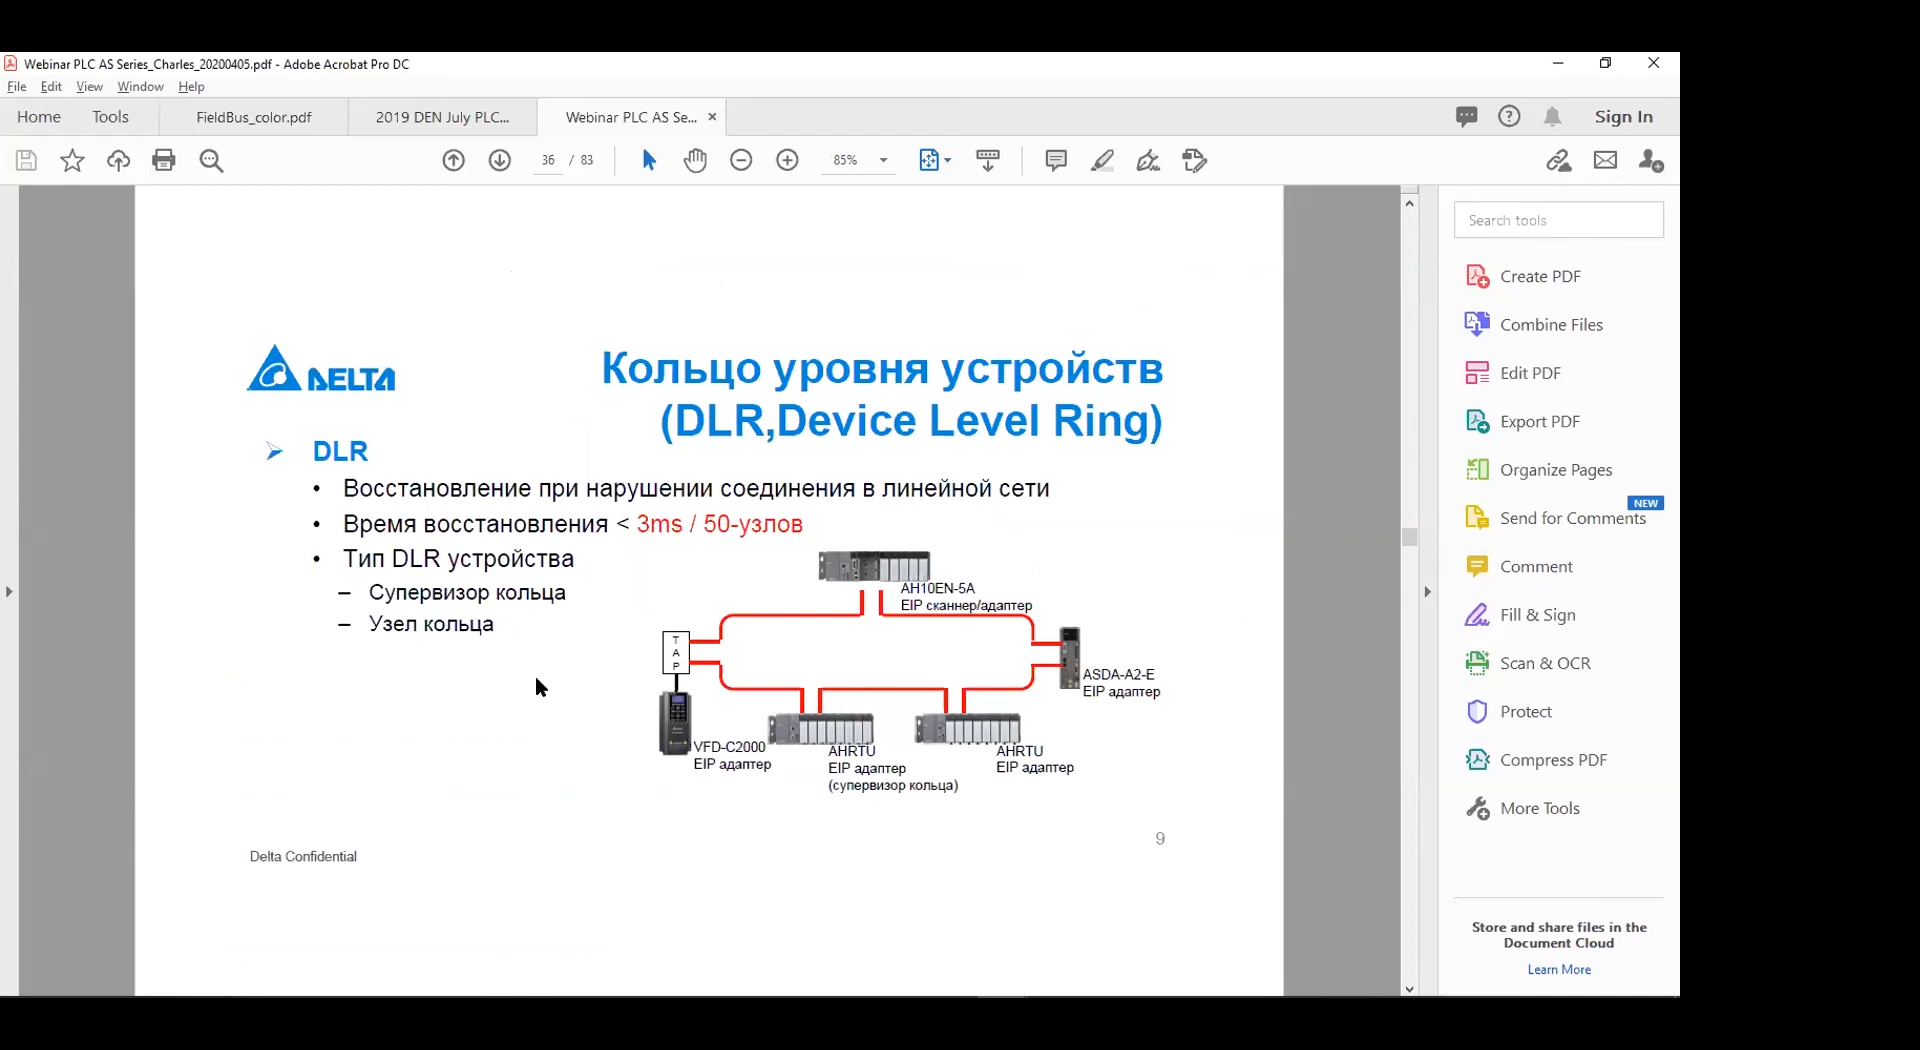 Webinar PLC AS Series_Charles_20200405.pdf - Adobe Acrobat Pro DC
File Edit View Window Help
Home Tools FieldBus_color.pdf 2019 DEN July PLC... Webinar PLC AS Se... × Sign In
36 / 83 85%
Search tools
Create PDF
Combine Files
Edit PDF
Export PDF
Organize Pages
NEW
Send for Comments
Comment
Fill & Sign
Scan & OCR
Protect
Compress PDF
More Tools
Store and share files in the
Document Cloud
Learn More
DELTA
Кольцо уровня устройств
(DLR,Device Level Ring)
➢ DLR
• Восстановление при нарушении соединения в линейной сети
• Время восстановления < 3ms / 50-узлов
• Тип DLR устройства
– Супервизор кольца
– Узел кольца
AH10EN-5A
EIP сканнер/адаптер
TAP
ASDA-A2-E
EIP адаптер
VFD-C2000
EIP адаптер
AHRTU
EIP адаптер
(супервизор кольца)
AHRTU
EIP адаптер
9
Delta Confidential